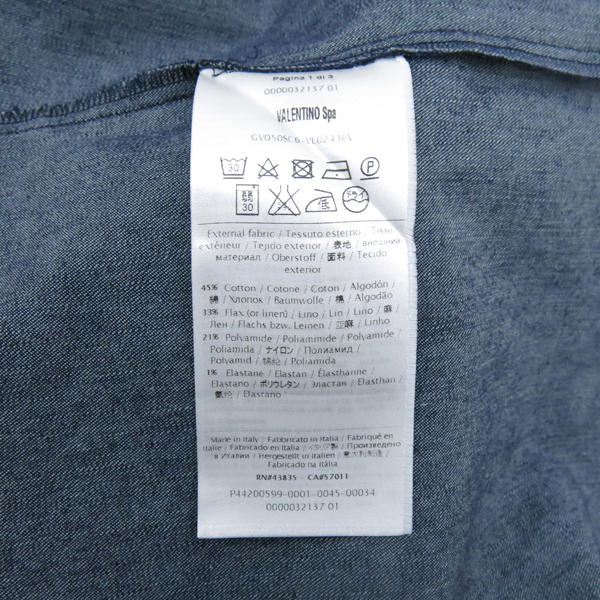 Pagina 1 di 3
0000032137 01
VALENTINO Spa
30
P
弱
30
低
ドライ
External fabric / Tessuto esterno / Tissu
extérieur / Tejido exterior / 表地 / внешний
материал / Oberstoff / 面料 / Tecido
exterior
45% Cotton / Cotone / Coton / Algodón /
綿 / Хлопок / Baumwolle / 棉 / Algodão
33% Flax (or linen) / Lino / Lin / Lino / 麻 /
Лен / Flachs bzw. Leinen / 亚麻 / Linho
21% Polyamide / Poliammide / Polyamide /
Poliamida / ナイロン / Полиамид /
Polyamid / 锦纶 / Poliamida
1% Elastane / Elastan / Élasthanne /
Elastano / ポリウレタン / Эластан / Elasthan /
氨纶 / Elastano
Made in Italy / Fabbricato in Italia / Fabriqué en
Italie / Fabricado en Italia / イタリア製 / Произведено
в Италии / Hergestellt in Italien / 意大利制造 /
Fabricado na Itália
RN#43835 - CA#57011
P44200599-0001-0045-00034
0000032137 01